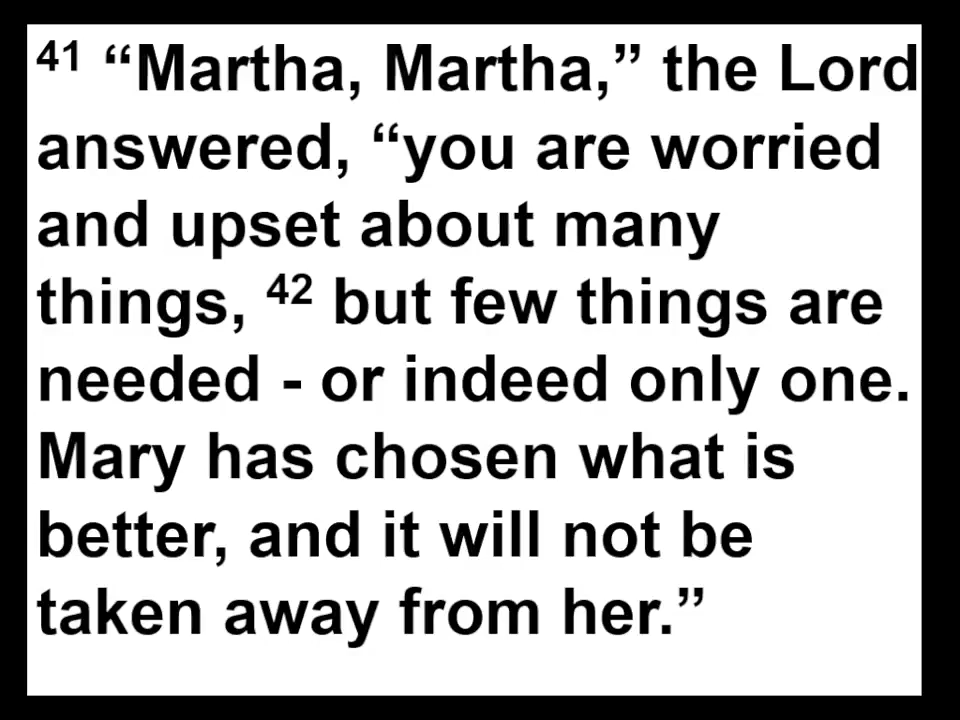 41 “Martha, Martha,” the Lord
answered, “you are worried
and upset about many
things, 42 but few things are
needed - or indeed only one.
Mary has chosen what is
better, and it will not be
taken away from her.”